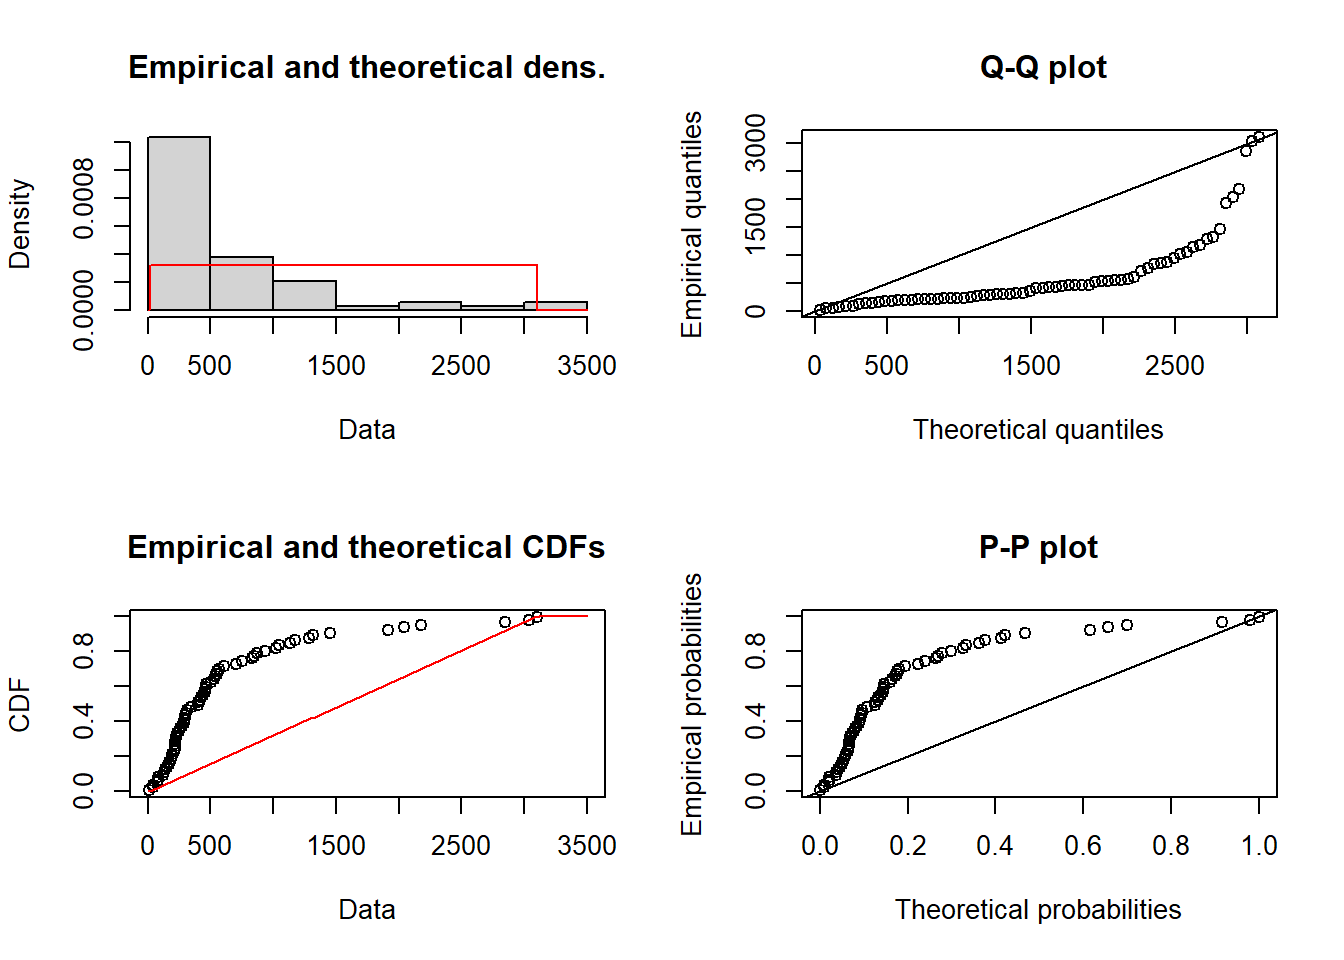 Empirical and theoretical dens.
Density
0.0000 0.0008
0 500 1500 2500 3500
Data
Q-Q plot
Empirical quantiles
0 1500 3000
0 500 1500 2500
Theoretical quantiles
Empirical and theoretical CDFs
CDF
0.0 0.4 0.8
0 500 1500 2500 3500
Data
P-P plot
Empirical probabilities
0.0 0.4 0.8
0.0 0.2 0.4 0.6 0.8 1.0
Theoretical probabilities